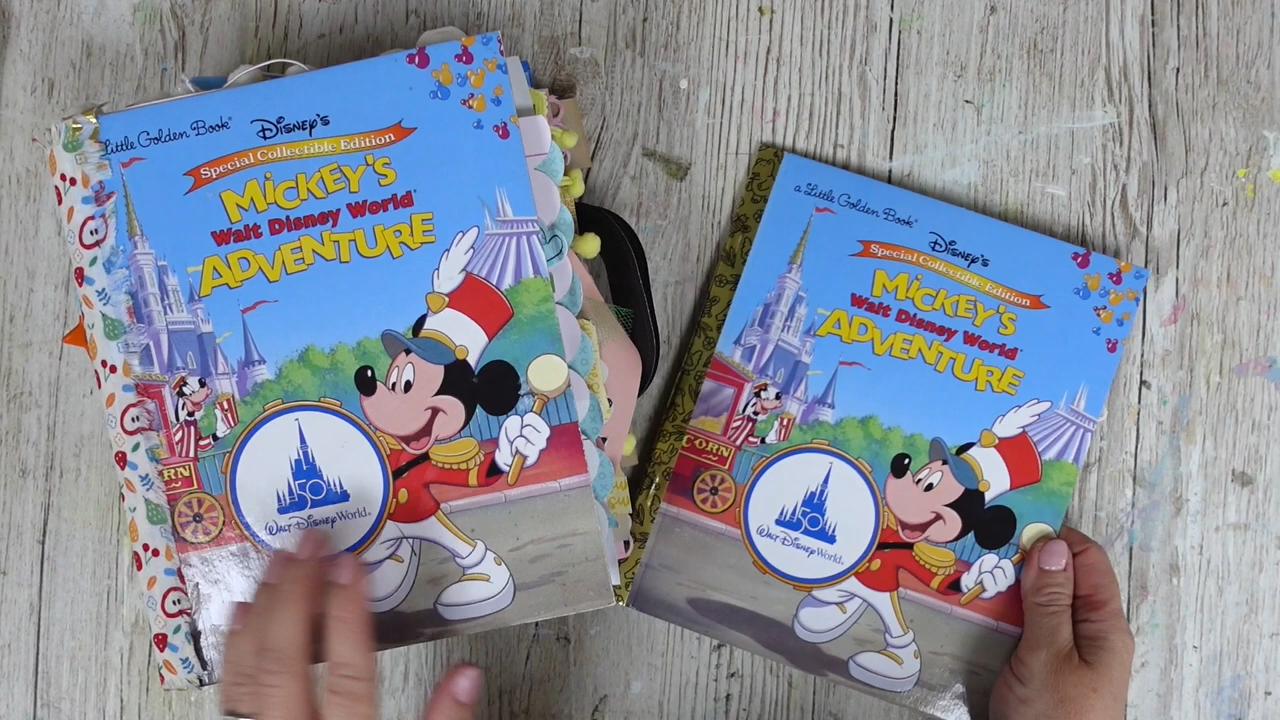 Little Golden Book®
Disney's
Special Collectible Edition
MiCKEY'S
Walt Disney World®
ADVENTURE
RN
50
Walt Disney World®
a Little Golden Book®
Disney's
Special Collectible Edition
MiCKEY'S
Walt Disney World®
ADVENTURE
CORN
50
Walt Disney World®